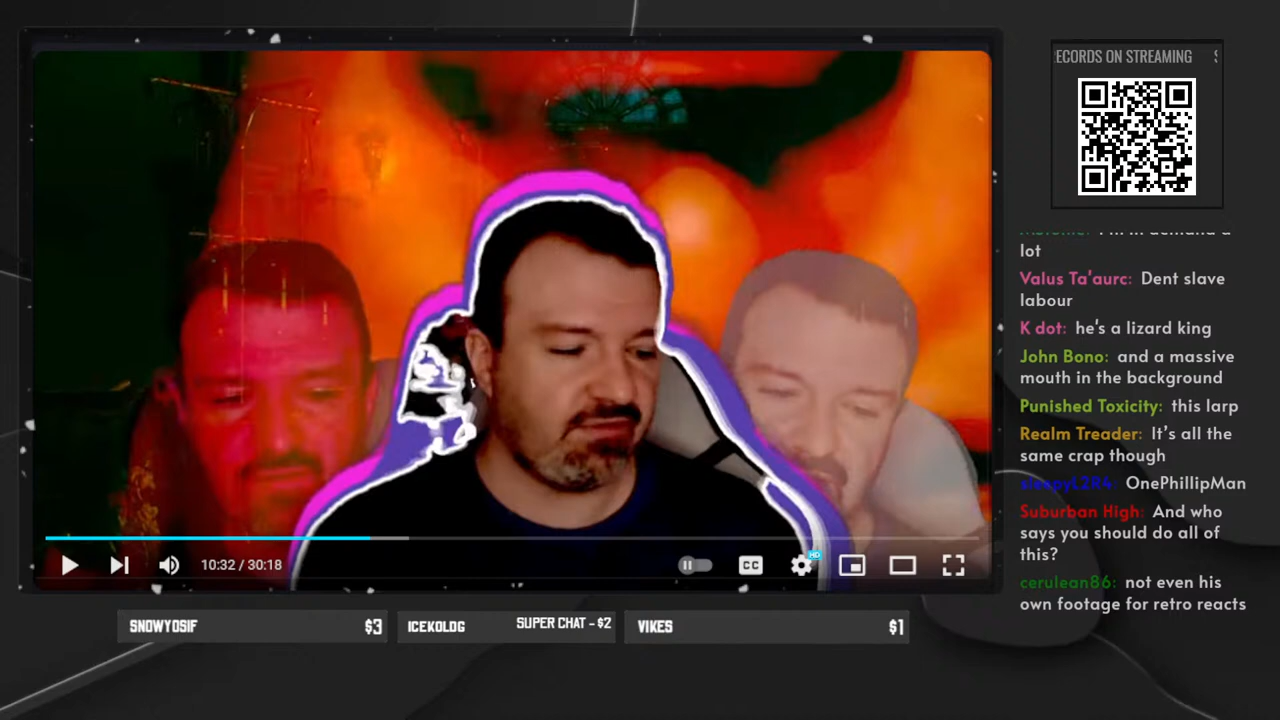 ECORDS ON STREAMING
lot
Valus Ta'aurc: Dent slave
labour
K dot: he's a lizard king
John Bono: and a massive
mouth in the background
Punished Toxicity: this larp
Realm Treader: It's all the
same crap though
sleepyL2R4: OnePhillipMan
Suburban High: And who
says you should do all of
this?
cerulean86: not even his
own footage for retro reacts
10:32 / 30:18
CC
HD
SNOWYOSIF $3
ICEKOLDG SUPER CHAT - $2
VIKES $1